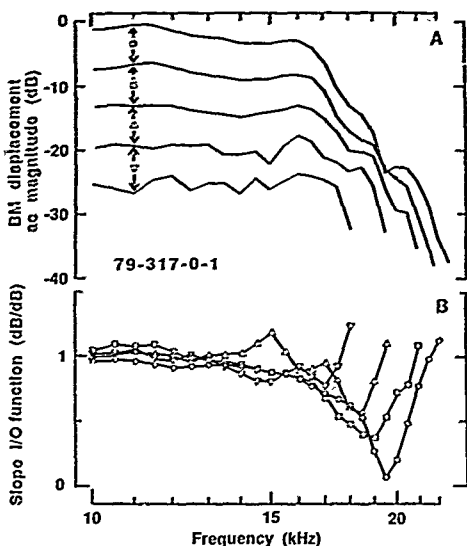 A
BM displacement
ac magnitude (dB)
0
-10
-20
-30
-40
79-317-0-1
B
Slope I/O function (dB/dB)
1
0
10
15
20
Frequency (kHz)